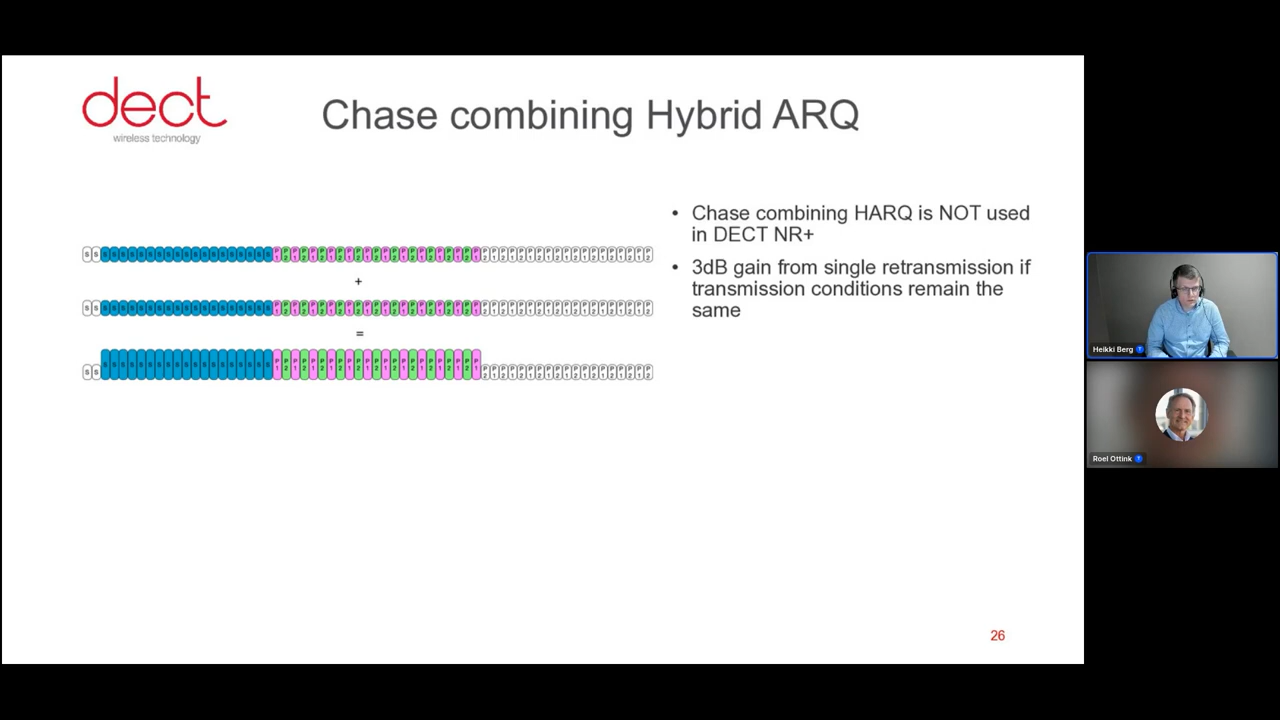 dect
wireless technology
Chase combining Hybrid ARQ
• Chase combining HARQ is NOT used
in DECT NR+
• 3dB gain from single retransmission if
transmission conditions remain the
same
+
=
26
Heikki Berg
Roel Ottink